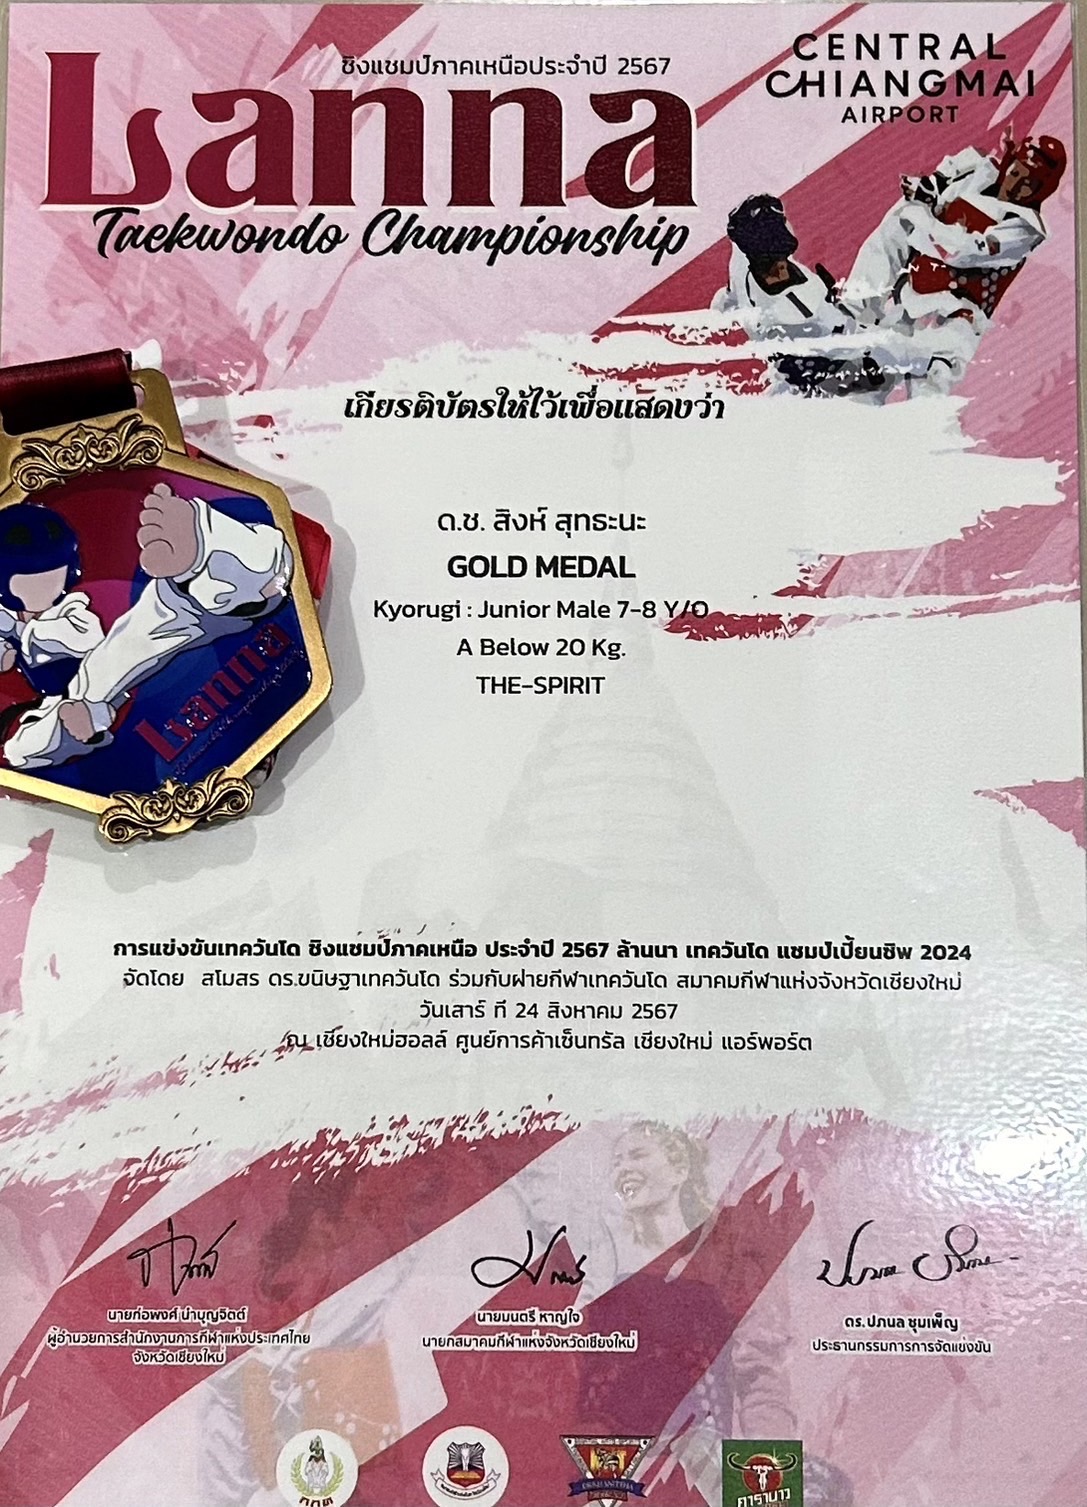 ชิงแชมป์ภาคเหนือประจำปี 2567
Lanna
Taekwondo Championship
CENTRAL
CHIANGMAI
AIRPORT
เกียรติบัตรให้ไว้เพื่อแสดงว่า
ด.ช. สิงห์ สุทธะนะ
GOLD MEDAL
Kyorugi : Junior Male 7-8 Y/O
A Below 20 Kg.
THE-SPIRIT
Lanna
การแข่งขันเทควันโด ชิงแชมป์ภาคเหนือ ประจำปี 2567 ล้านนา เทควันโด แชมป์เปี้ยนชิพ 2024
จัดโดย สโมสร ดร.ขนิษฐาเทควันโด ร่วมกับฝ่ายกีฬาเทควันโด สมาคมกีฬาแห่งจังหวัดเชียงใหม่
วันเสาร์ ที่ 24 สิงหาคม 2567
ณ เชียงใหม่ฮอลล์ ศูนย์การค้าเซ็นทรัล เชียงใหม่ แอร์พอร์ต
นายก่อพงศ์ นำบุญจิตต์
ผู้อำนวยการสำนักงานการกีฬาแห่งประเทศไทย
จังหวัดเชียงใหม่
นายมนตรี หาญใจ
นายกสมาคมกีฬาแห่งจังหวัดเชียงใหม่
ดร.ปภนล ชุมเพ็ญ
ประธานกรรมการการจัดแข่งขัน
กกท
คาราบาว